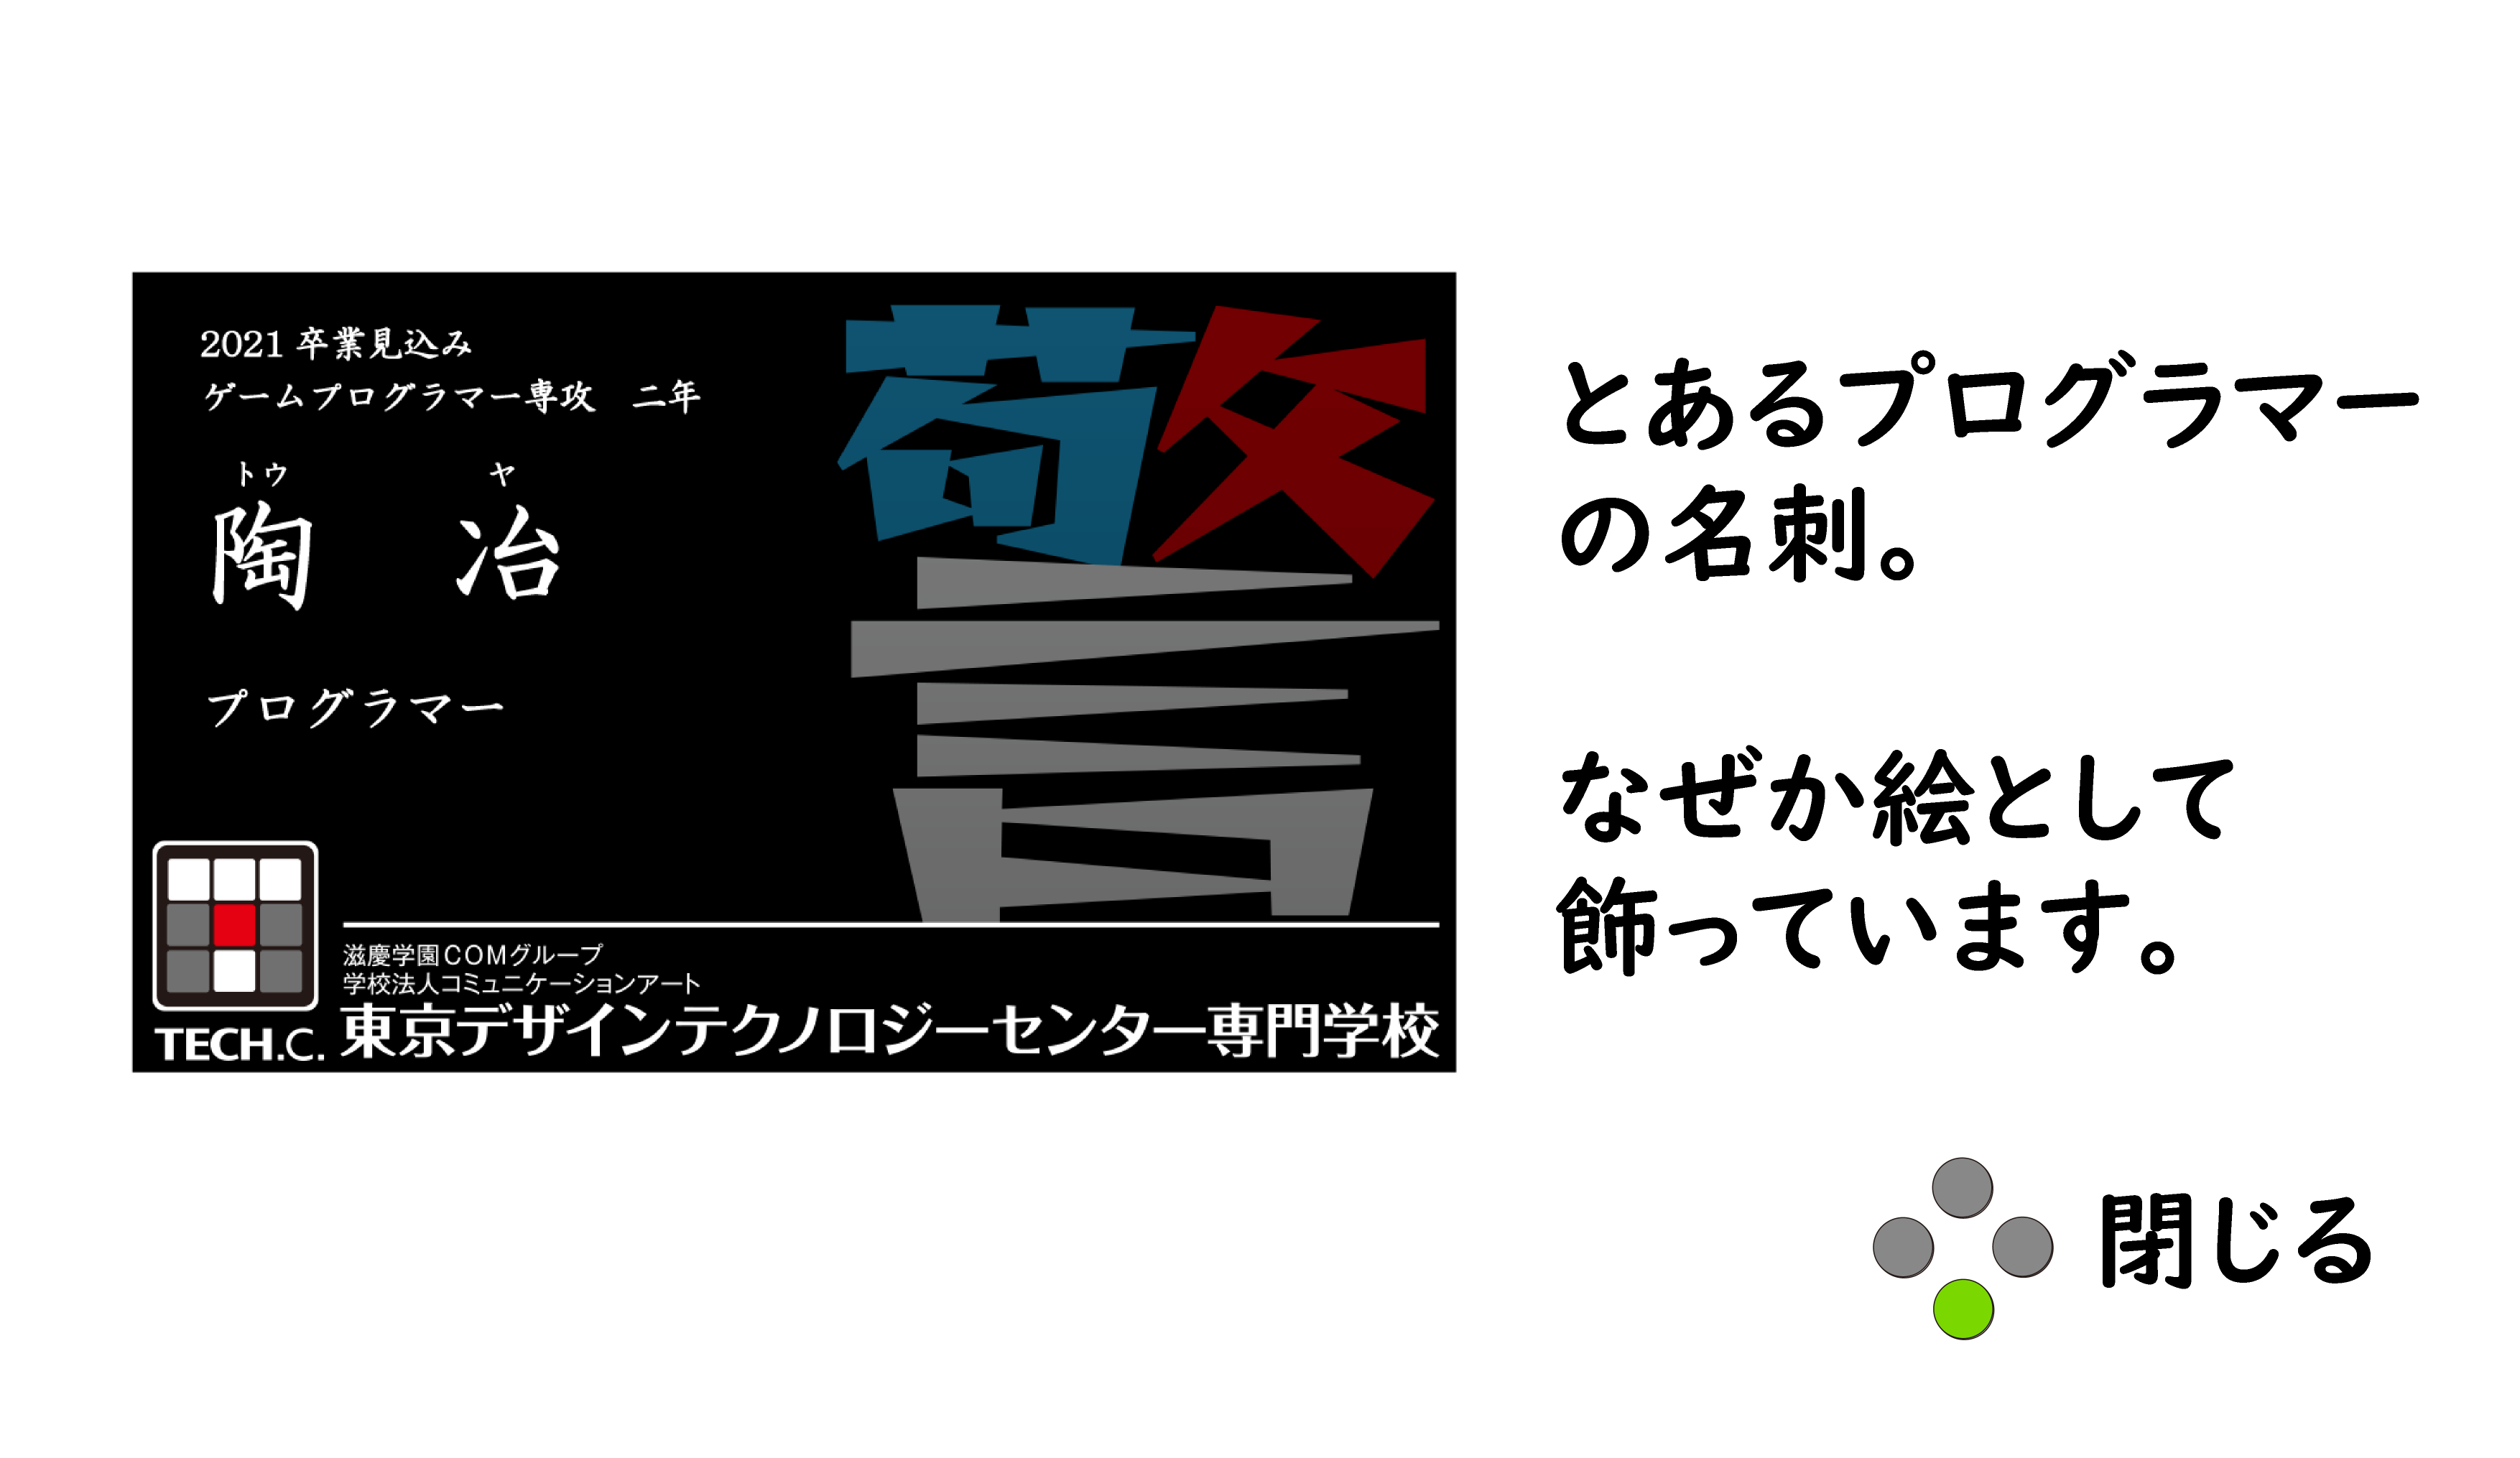 2021 卒業見込み
ゲームプログラマー専攻 二年
トウ ヤ
陶 冶
プログラマー
警
滋慶学園COMグループ
学校法人コミュニケーションアート
TECH.C. 東京デザインテクノロジーセンター専門学校
とあるプログラマー
の名刺。
なぜか絵として
飾っています。
閉じる